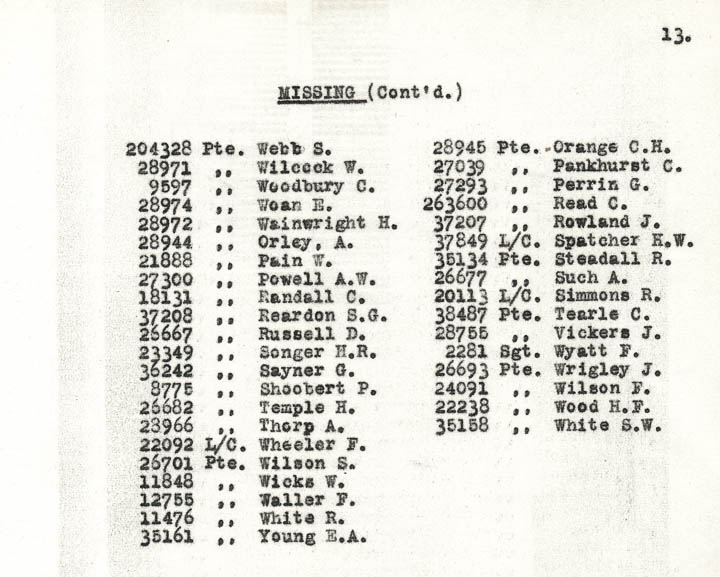 13.
MISSING (Cont'd.)
204328 Pte. Webb S.
28971 ,, Wilcock W.
9597 ,, Woodbury C.
28974 ,, Woan E.
28972 ,, Wainwright H.
28944 ,, Orley, A.
21888 ,, Pain W.
27300 ,, Powell A.W.
18131 ,, Randall C.
37208 ,, Reardon S.G.
26667 ,, Russell D.
23349 ,, Songer H.R.
36242 ,, Sayner G.
8775 ,, Shoobert P.
26682 ,, Temple H.
28966 ,, Thorp A.
22092 L/C. Wheeler F.
26701 Pte. Wilson S.
11848 ,, Wicks W.
12755 ,, Waller F.
11476 ,, White R.
35161 ,, Young E.A.
28945 Pte. Orange C.H.
27039 ,, Pankhurst C.
27293 ,, Perrin G.
263600 ,, Read C.
37207 ,, Rowland J.
37849 L/C. Spatcher H.W.
35134 Pte. Steadall R.
26677 ,, Such A.
20113 L/C. Simmons R.
38487 Pte. Tearle C.
28755 ,, Vickers J.
2281 Sgt. Wyatt F.
26693 Pte. Wrigley J.
24091 ,, Wilson F.
22238 ,, Wood H.F.
35158 ,, White S.W.